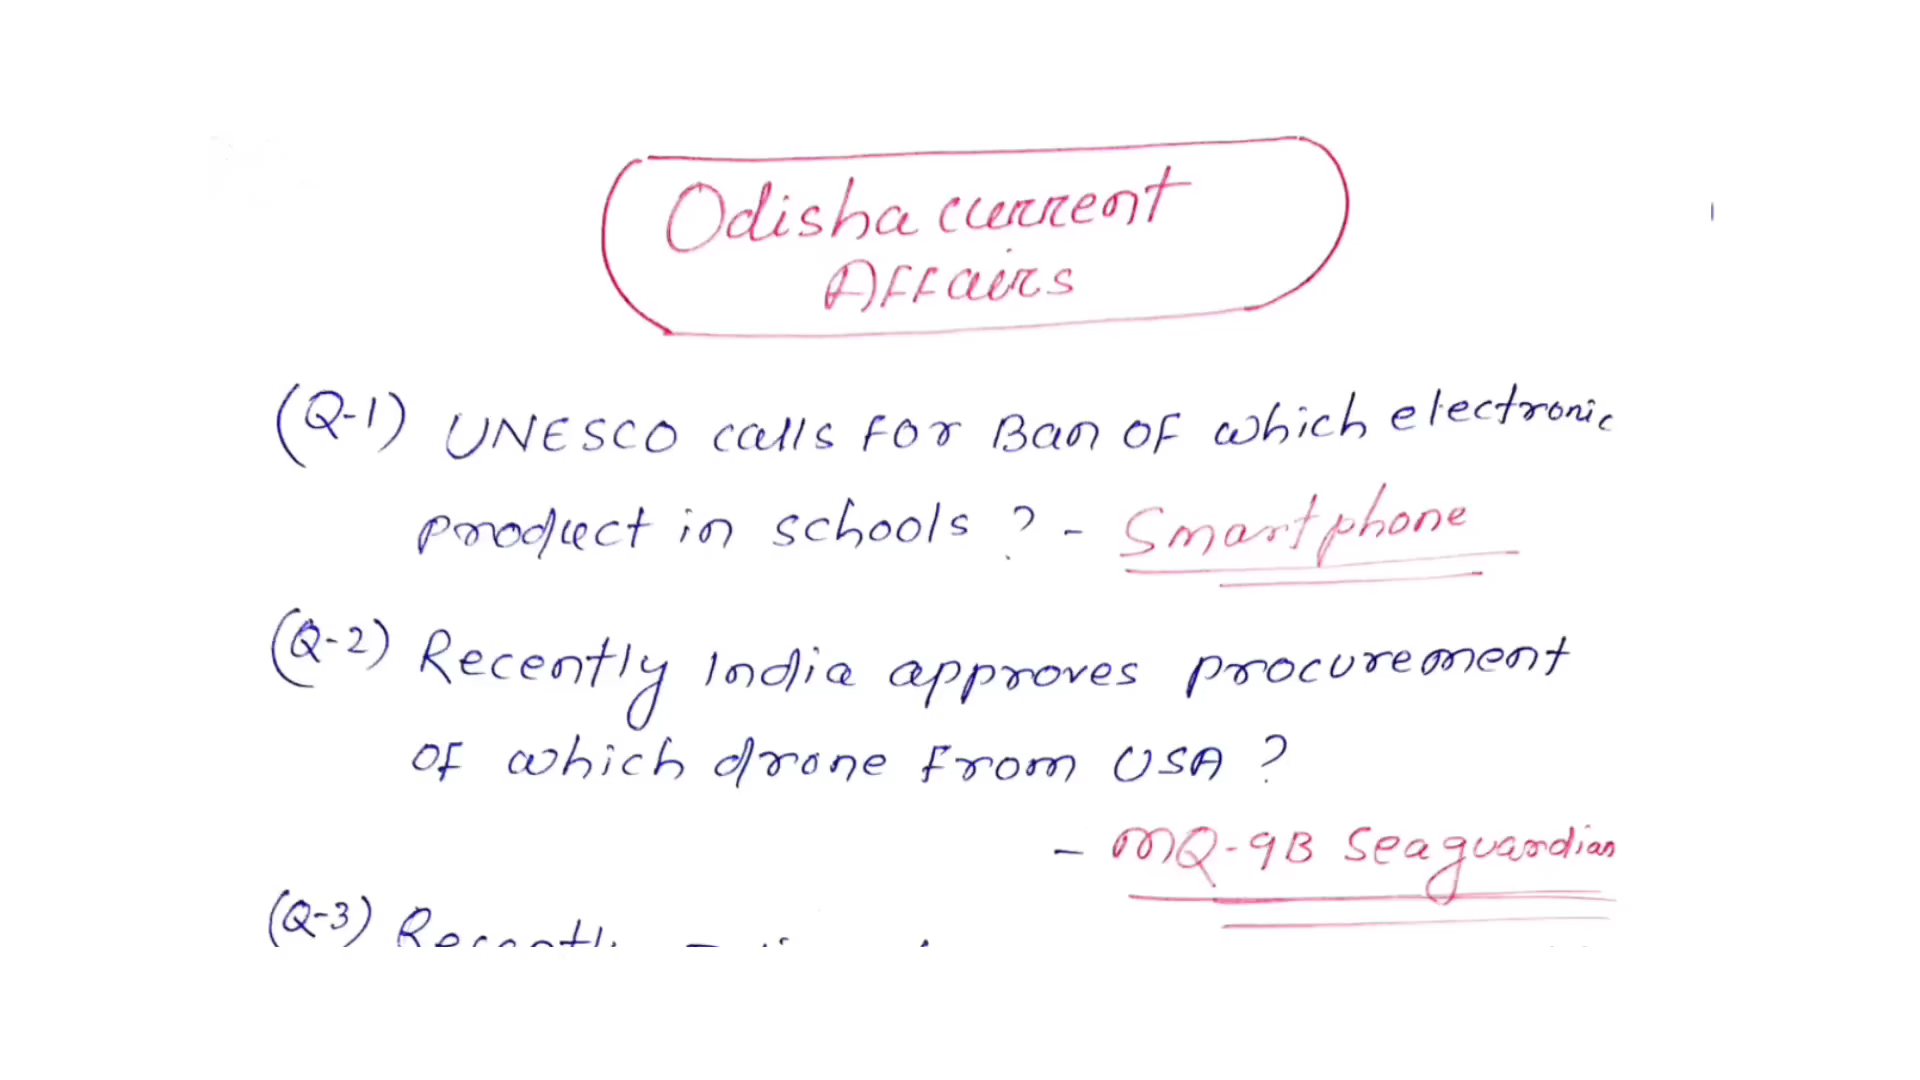 Odisha current
Affairs
(Q-1) UNESCO calls for Ban of which electronic
product in schools ? - Smartphone
(Q-2) Recently India approves procurement
of which drone from USA ?
- MQ-9B Seaguardian
(Q-3) Recently